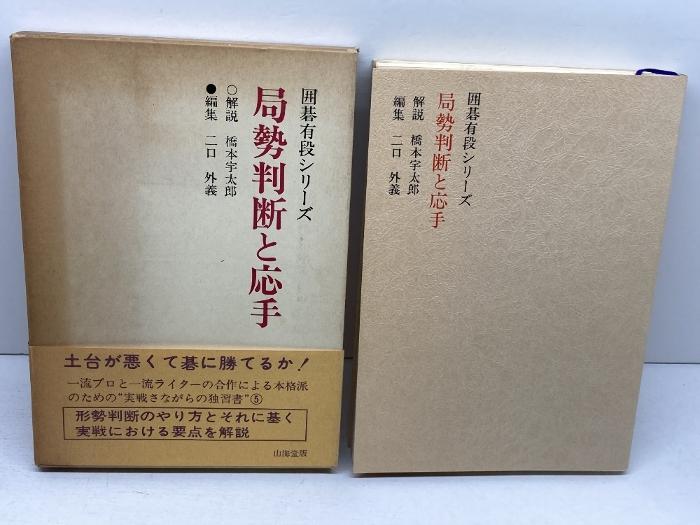 囲碁有段シリーズ
局勢判断と応手
○解説 橋本宇太郎
●編集 二口 外義
土台が悪くて碁に勝てるか!
一流プロと一流ライターの合作による本格派
のための“実戦さながらの独習書”⑤
形勢判断のやり方とそれに基く
実戦における要点を解説
山海堂版
囲碁有段シリーズ
局勢判断と応手
解説 橋本宇太郎
編集 二口 外義